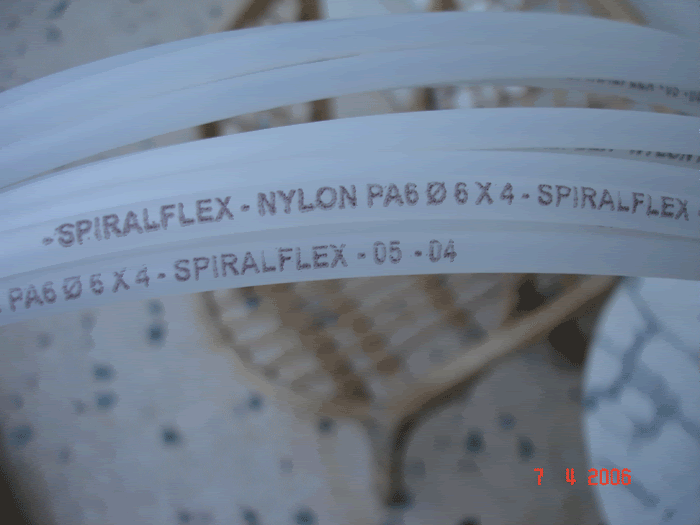 -SPIRALFLEX - NYLON PA6 Ø 6 X 4 - SPIRALFLEX -
PA6 Ø 6 X 4 - SPIRALFLEX - 05 - 04
7 4 2006